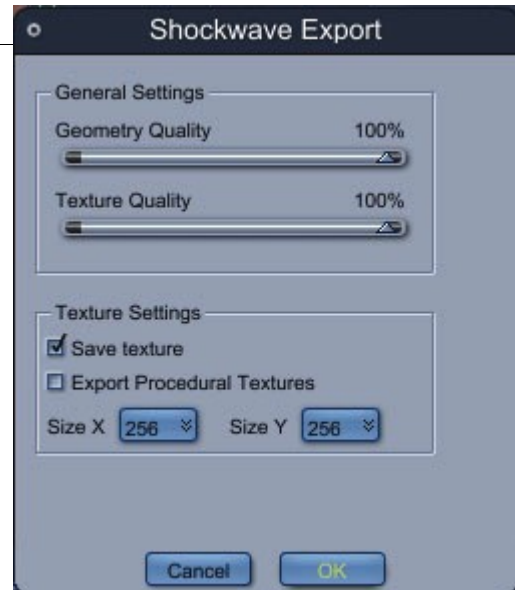 Shockwave Export
General Settings
Geometry Quality 100%
Texture Quality 100%
Texture Settings
Save texture
Export Procedural Textures
Size X 256 Size Y 256
Cancel OK